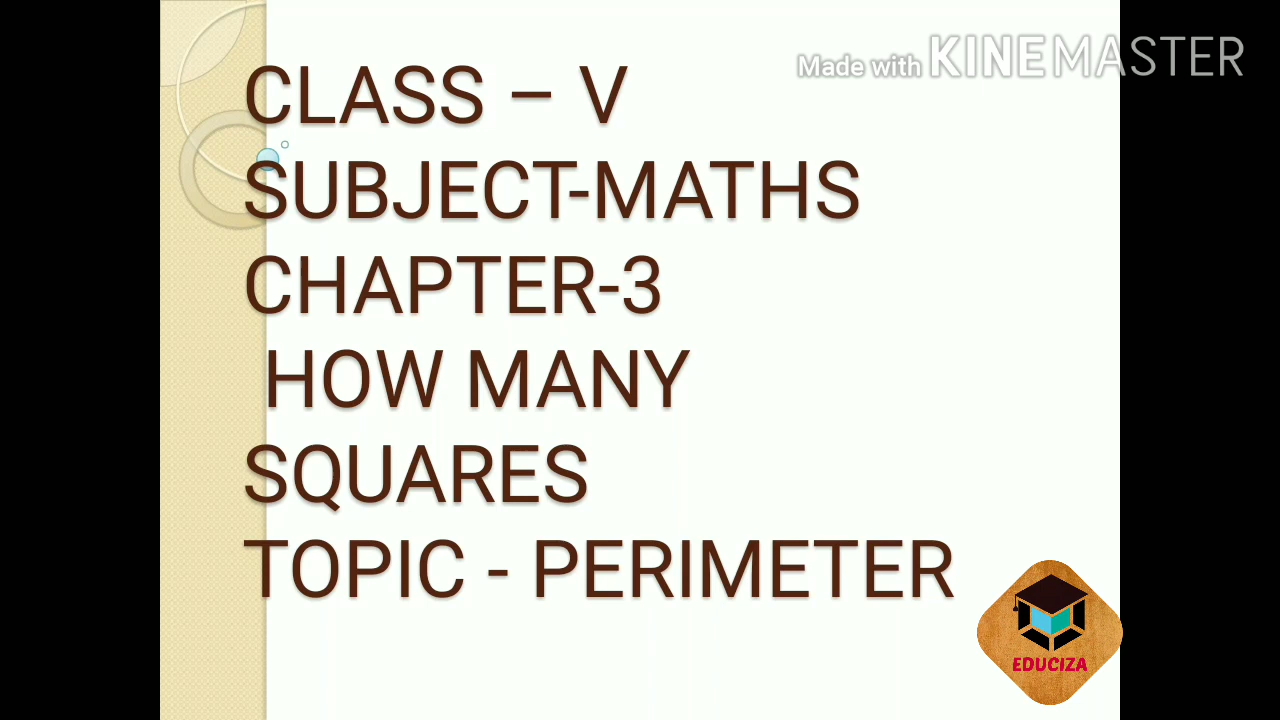 Made with KINEMASTER
CLASS – V
SUBJECT-MATHS
CHAPTER-3
HOW MANY
SQUARES
TOPIC - PERIMETER
EDUCIZA